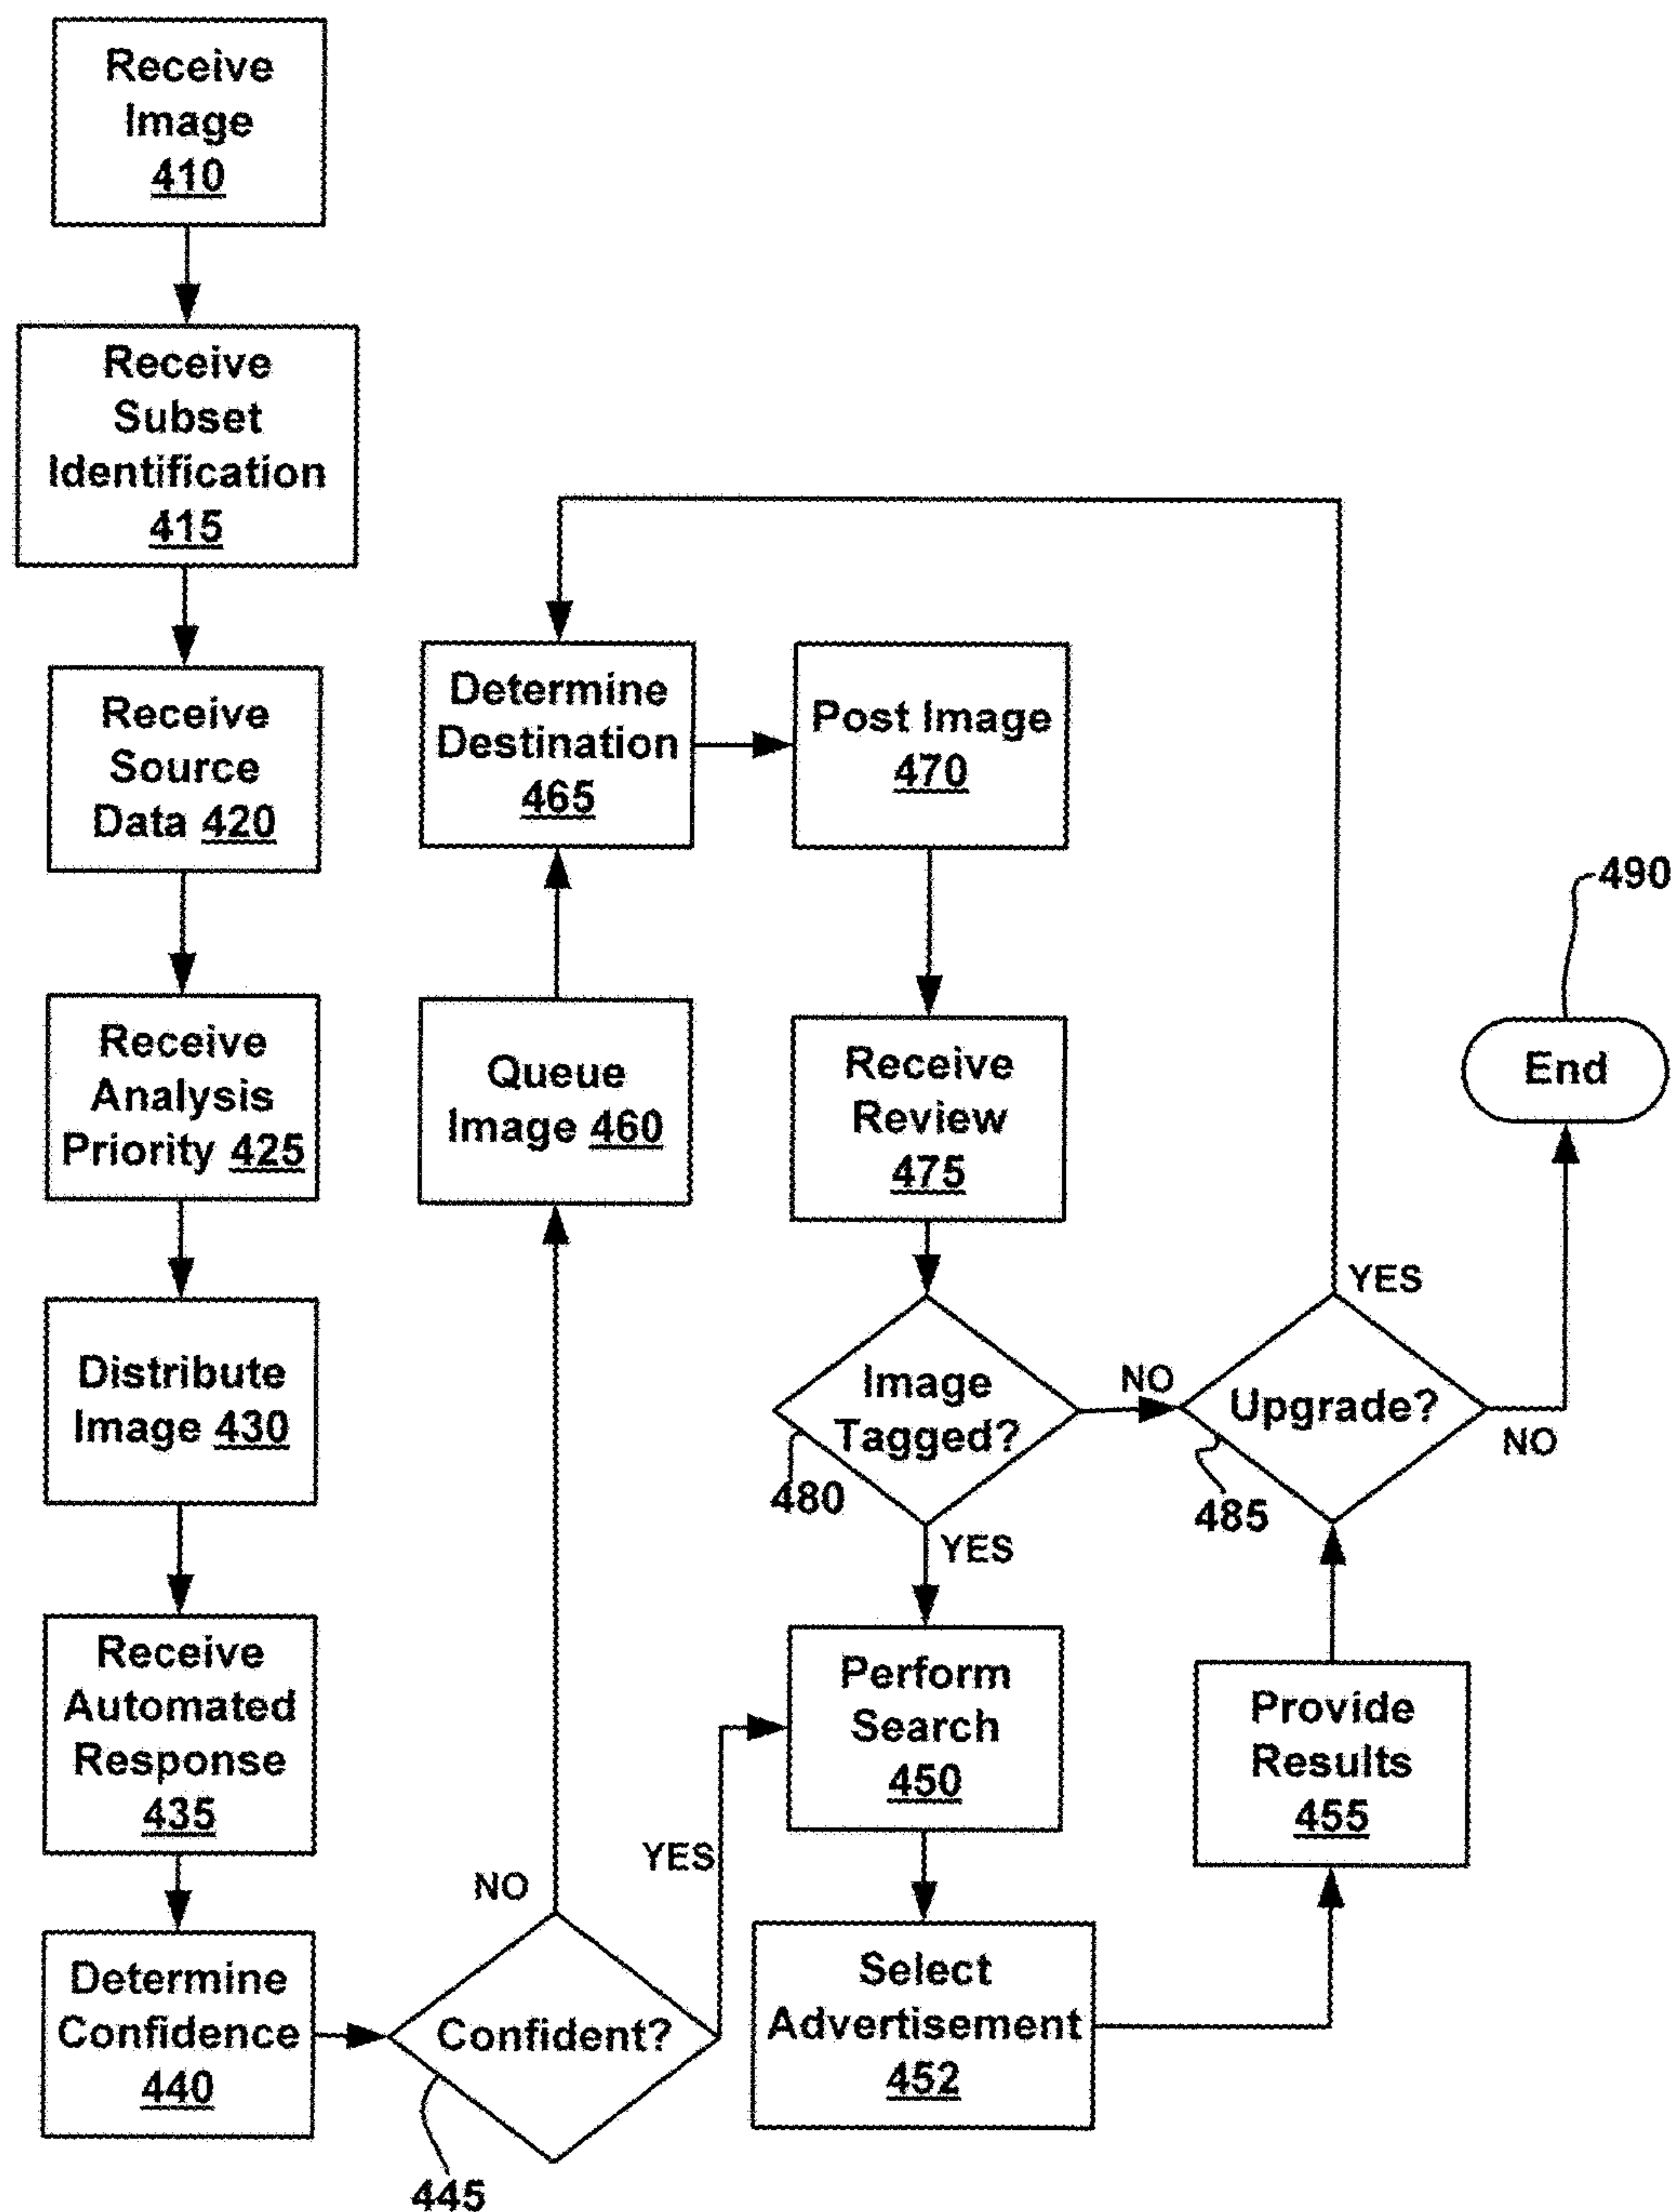 Receive
Image
410
Receive
Subset
Identification
415
Receive
Source
Data 420
Receive
Analysis
Priority 425
Distribute
Image 430
Receive
Automated
Response
435
Determine
Confidence
440
Confident?
445
NO
YES
Queue
Image 460
Determine
Destination
465
Post Image
470
Receive
Review
475
Image
Tagged?
480
NO
YES
Perform
Search
450
Select
Advertisement
452
Provide
Results
455
Upgrade?
485
YES
NO
End
490